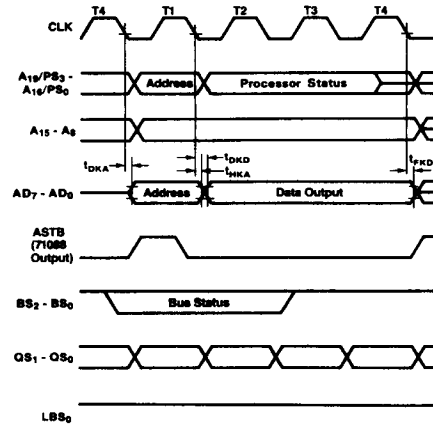 T4 T1 T2 T3 T4
CLK
A19/PS3 -
A16/PS0
Address
Processor Status
A15 - A8
tDKA
tDKD
tHKA
tFKD
AD7 - AD0
Address
Data Output
ASTB
(71088
Output)
BS2 - BS0
Bus Status
QS1 - QS0
LBS0